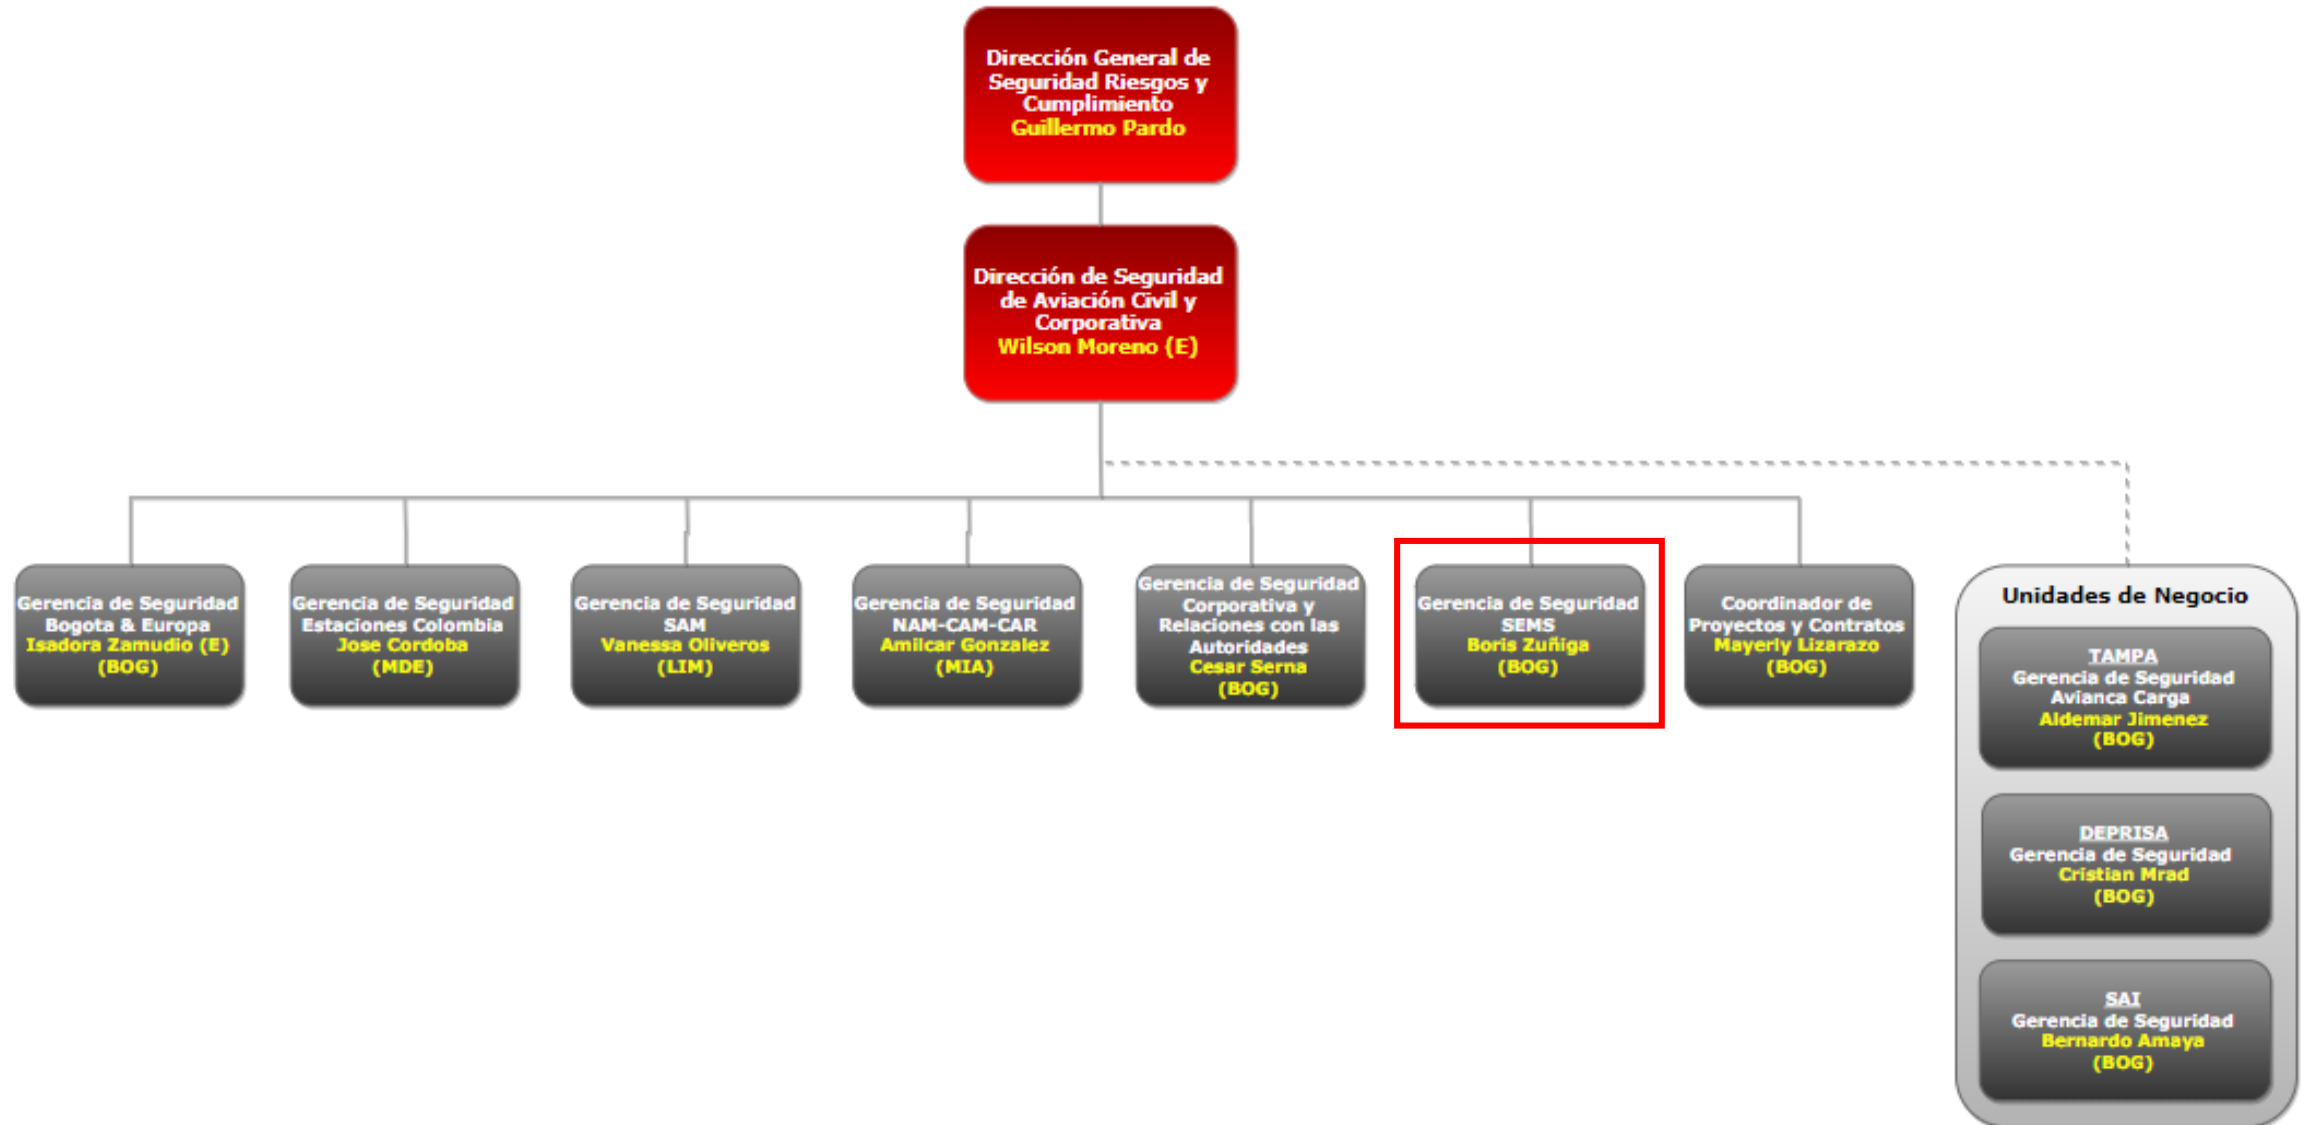 Dirección General de
Seguridad Riesgos y
Cumplimiento
Guillermo Pardo
Dirección de Seguridad
de Aviación Civil y
Corporativa
Wilson Moreno (E)
Gerencia de Seguridad
Bogota & Europa
Isadora Zamudio (E)
(BOG)
Gerencia de Seguridad
Estaciones Colombia
Jose Cordoba
(MDE)
Gerencia de Seguridad
SAM
Vanessa Oliveros
(LIM)
Gerencia de Seguridad
NAM-CAM-CAR
Amilcar Gonzalez
(MIA)
Gerencia de Seguridad
Corporativa y
Relaciones con las
Autoridades
Cesar Serna
(BOG)
Gerencia de Seguridad
SEMS
Boris Zuñiga
(BOG)
Coordinador de
Proyectos y Contratos
Mayerly Lizarazo
(BOG)
Unidades de Negocio
TAMPA
Gerencia de Seguridad
Avianca Carga
Aldemar Jimenez
(BOG)
DEPRISA
Gerencia de Seguridad
Cristian Mrad
(BOG)
SAI
Gerencia de Seguridad
Bernardo Amaya
(BOG)